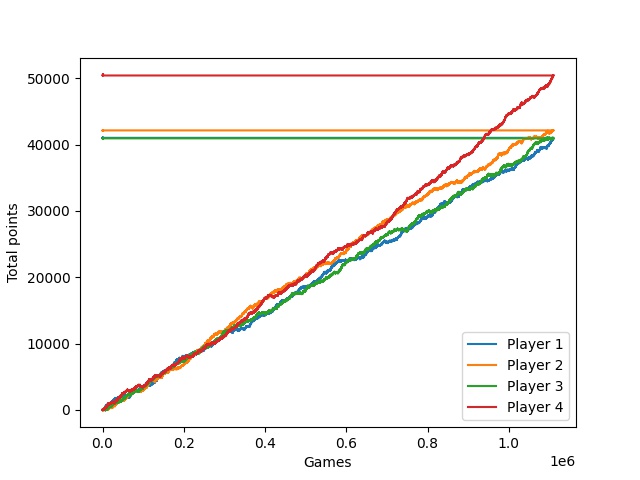 Total points
50000
40000
30000
20000
10000
0
0.0 0.2 0.4 0.6 0.8 1.0
1e6
Games
Player 1
Player 2
Player 3
Player 4